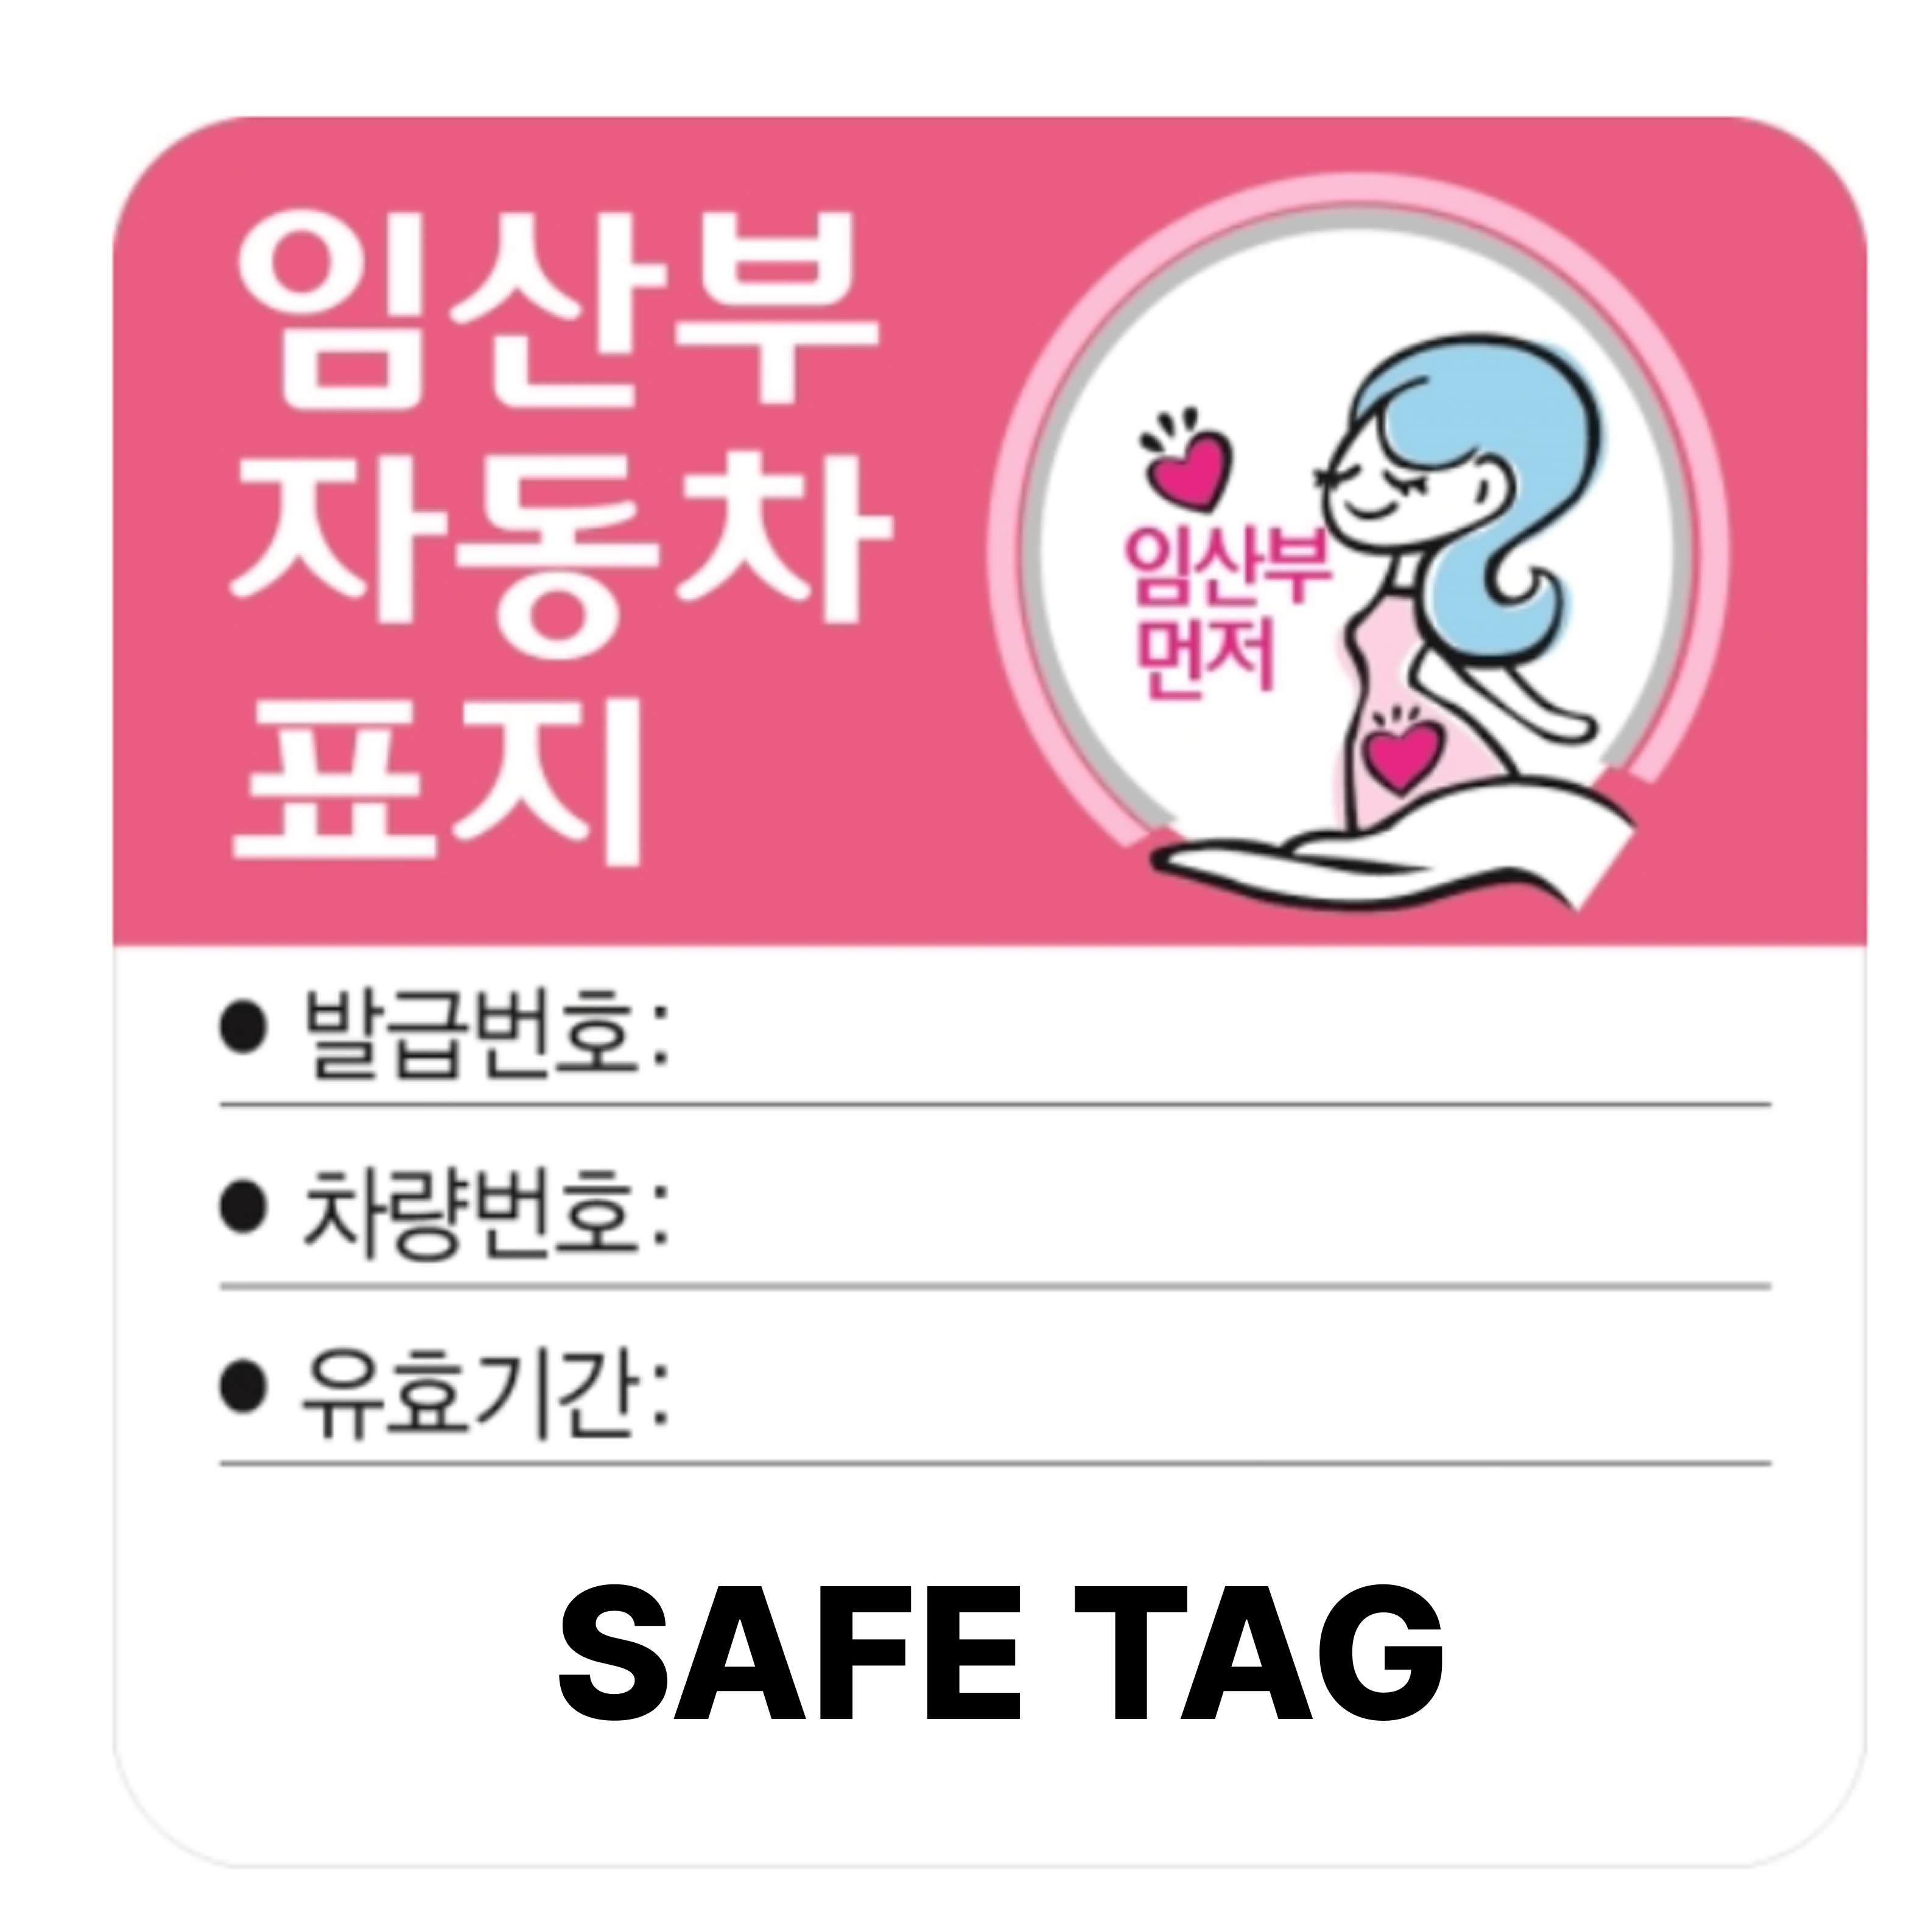 임산부
자동차
표지
임산부
먼저
● 발급번호:
● 차량번호:
● 유효기간:
SAFE TAG